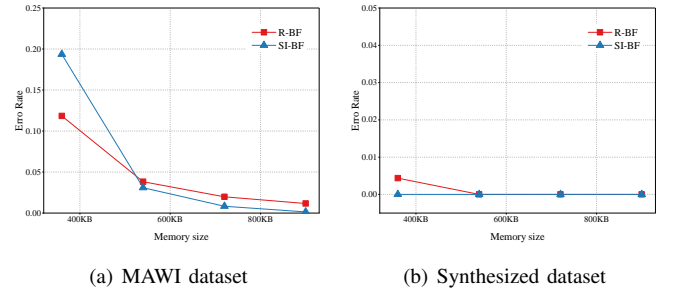 0.25
0.20
0.15
0.10
0.05
0.00
Erro Rate
R-BF
SI-BF
400KB 600KB 800KB
Memory size
(a) MAWI dataset
0.05
0.04
0.03
0.02
0.01
0.00
Erro Rate
R-BF
SI-BF
400KB 600KB 800KB
Memory size
(b) Synthesized dataset